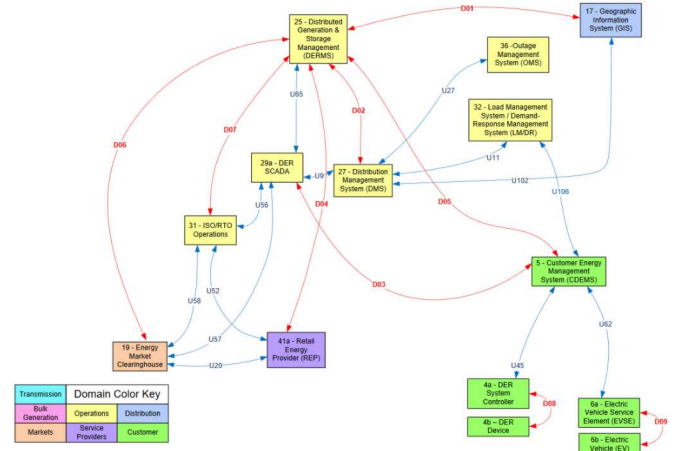 D01
25 - Distributed
Generation &
Storage
Management
(DERMS)
17 - Geographic
Information
System (GIS)
36 -Outage
Management
System (OMS)
U65
U27
D02
32 - Load Management
System / Demand-
Response Management
System (LM/DR)
D06
D07
29a - DER
SCADA
U9
27 - Distribution
Management
System (DMS)
U11
U102
U106
D04
D05
U56
31 - ISO/RTO
Operations
5 - Customer Energy
Management
System (CDEMS)
D03
U52
U58
U57
U62
19 - Energy
Market
Clearinghouse
41a - Retail
Energy
Provider (REP)
U20
U45
4a - DER
System
Controller
D08
4b – DER
Device
6a - Electric
Vehicle Service
Element (EVSE)
D09
6b - Electric
Vehicle (EV)
Transmission
Domain Color Key
Bulk
Generation
Operations
Distribution
Markets
Service
Providers
Customer